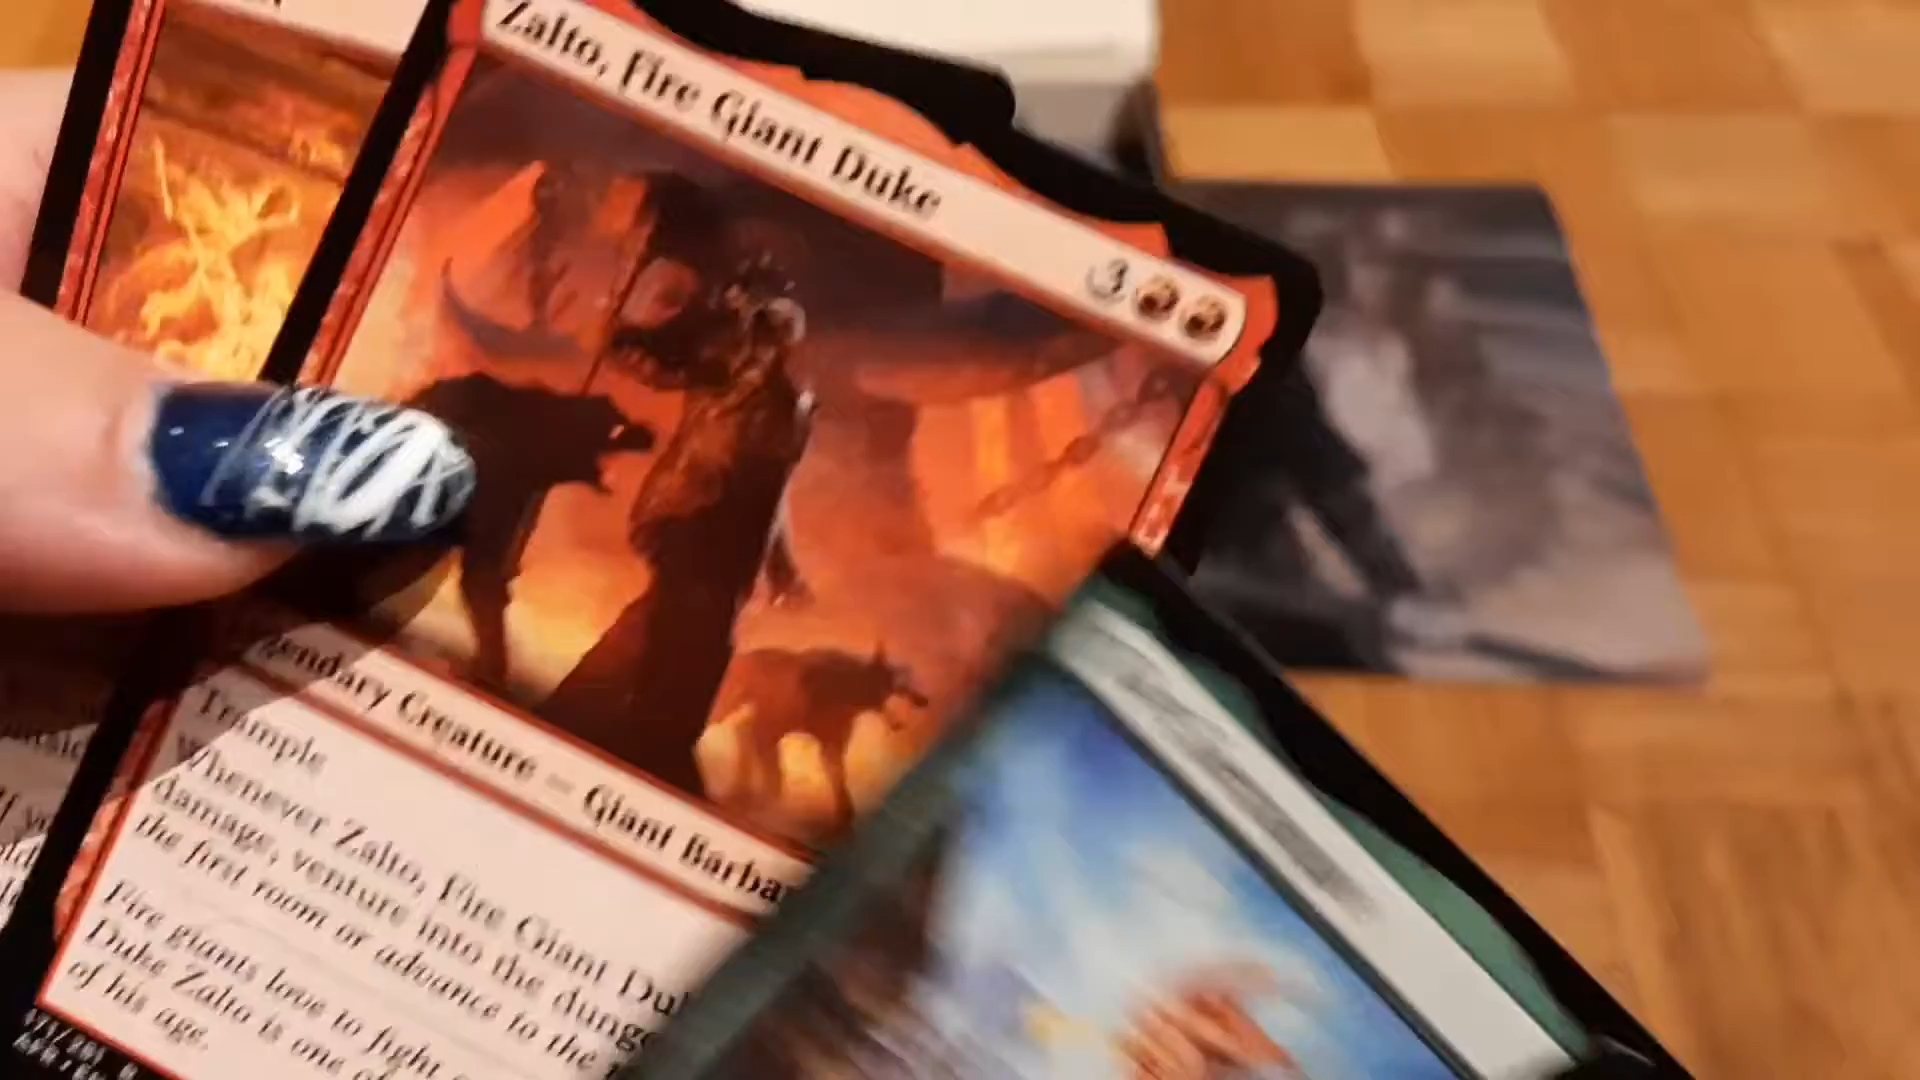 Zalto, Fire Giant Duke
3
gendary Creature – Giant Barba
Trample
Whenever Zalto, Fire Giant Du
damage, venture into the dunge
the first room or advance to the
Fire giants love to fight
Duke Zalto is one of
of his age.